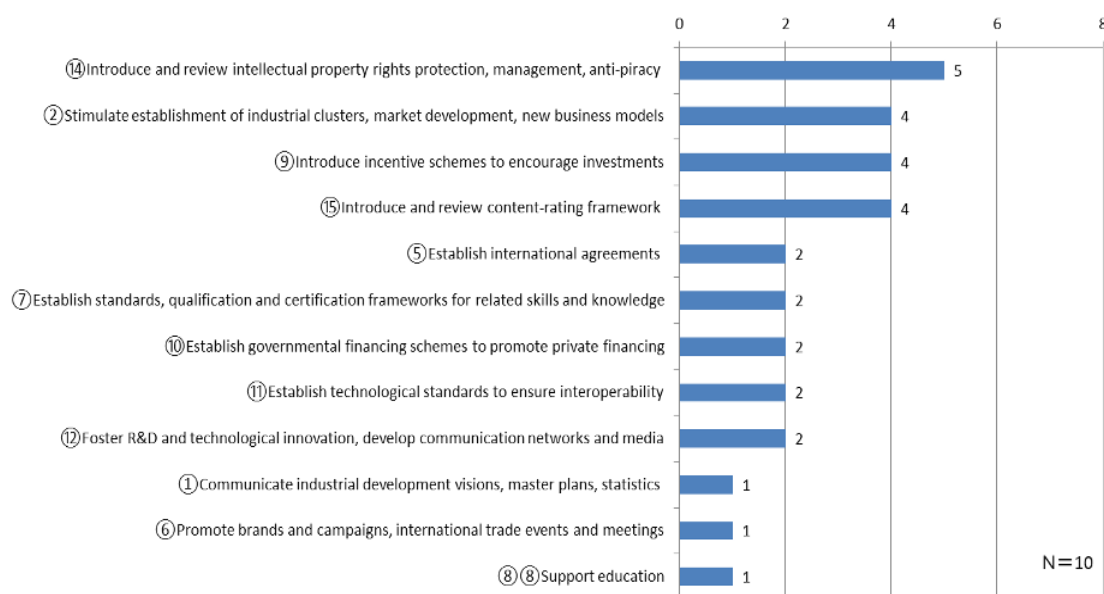 0 2 4 6 8
⑭Introduce and review intellectual property rights protection, management, anti-piracy 5
②Stimulate establishment of industrial clusters, market development, new business models 4
⑨Introduce incentive schemes to encourage investments 4
⑮Introduce and review content-rating framework 4
⑤Establish international agreements 2
⑦Establish standards, qualification and certification frameworks for related skills and knowledge 2
⑩Establish governmental financing schemes to promote private financing 2
⑪Establish technological standards to ensure interoperability 2
⑫Foster R&D and technological innovation, develop communication networks and media 2
①Communicate industrial development visions, master plans, statistics 1
⑥Promote brands and campaigns, international trade events and meetings 1
⑧⑧Support education 1
N=10